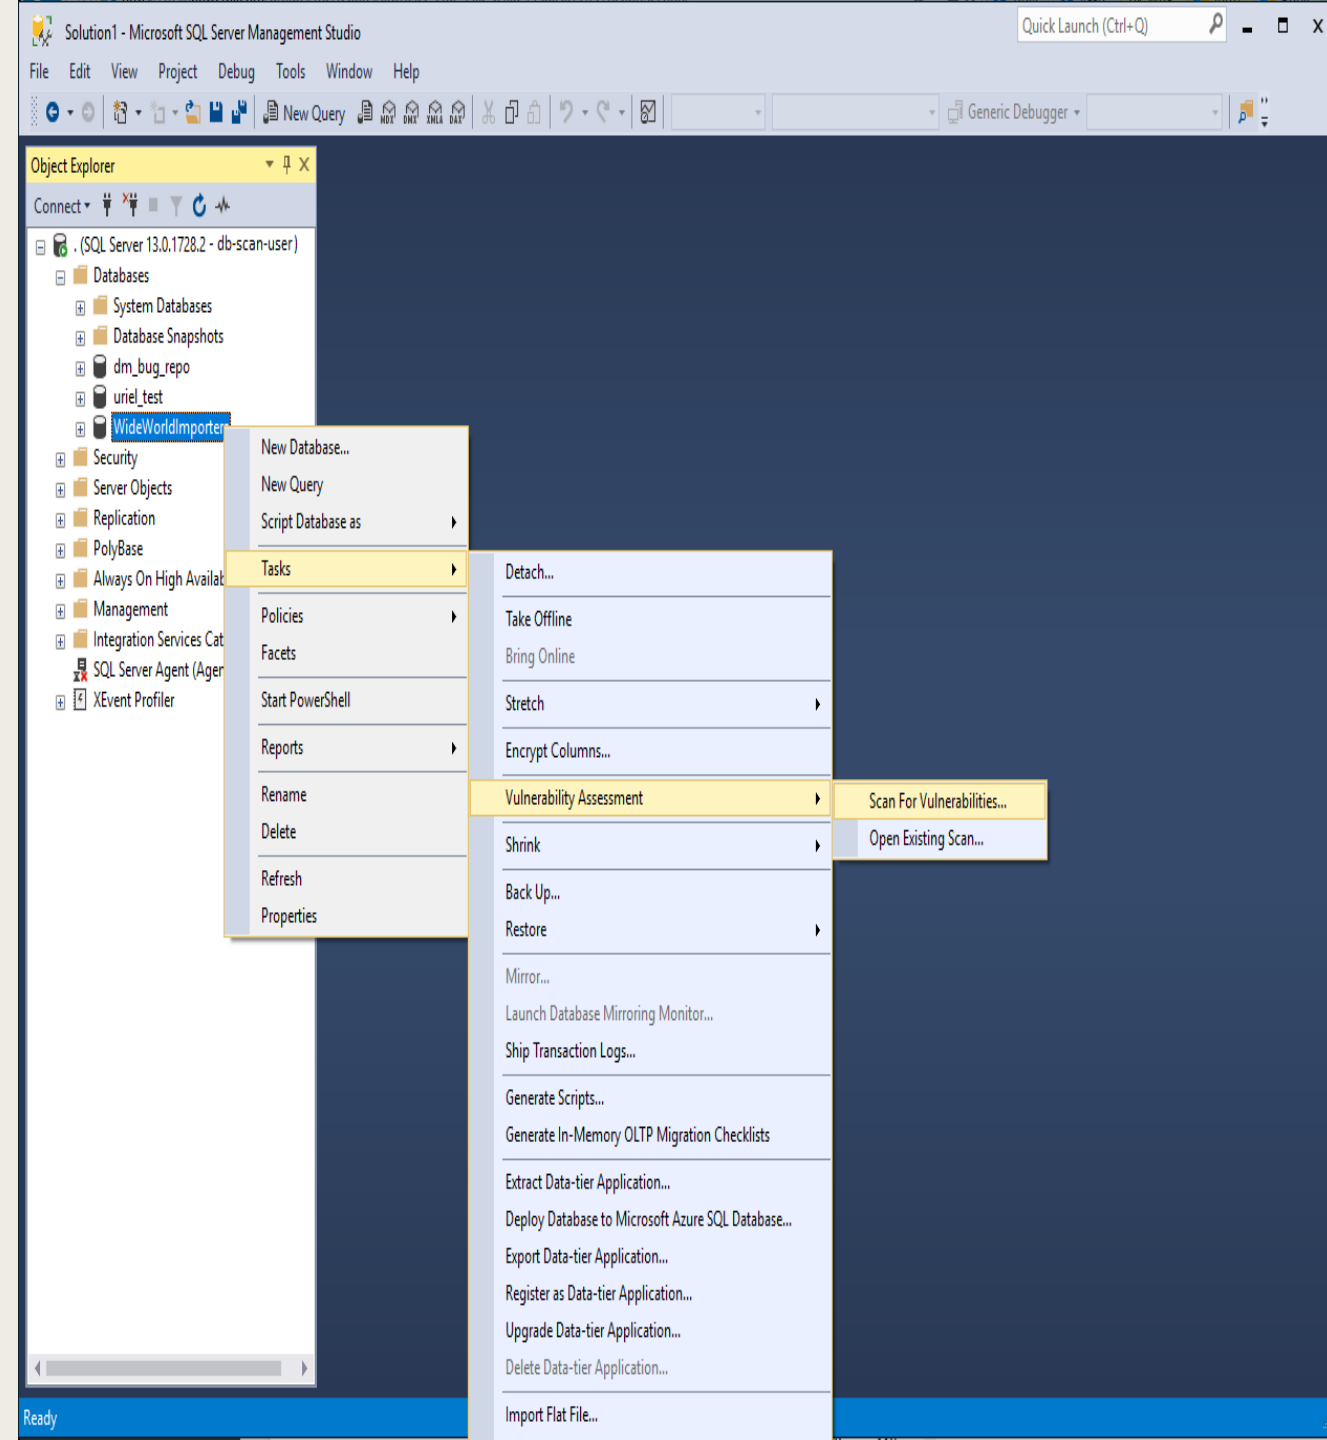 Solution1 - Microsoft SQL Server Management Studio
Quick Launch (Ctrl+Q)
File Edit View Project Debug Tools Window Help
New Query MDX DMX XMLA DAX Generic Debugger
Object Explorer
Connect
. (SQL Server 13.0.1728.2 - db-scan-user)
Databases
System Databases
Database Snapshots
dm_bug_repo
uriel_test
WideWorldImporters
Security
Server Objects
Replication
PolyBase
Always On High Availab
Management
Integration Services Cat
SQL Server Agent (Agen
XEvent Profiler
New Database...
New Query
Script Database as
Tasks
Policies
Facets
Start PowerShell
Reports
Rename
Delete
Refresh
Properties
Detach...
Take Offline
Bring Online
Stretch
Encrypt Columns...
Vulnerability Assessment
Shrink
Back Up...
Restore
Mirror...
Launch Database Mirroring Monitor...
Ship Transaction Logs...
Generate Scripts...
Generate In-Memory OLTP Migration Checklists
Extract Data-tier Application...
Deploy Database to Microsoft Azure SQL Database...
Export Data-tier Application...
Register as Data-tier Application...
Upgrade Data-tier Application...
Delete Data-tier Application...
Import Flat File...
Scan For Vulnerabilities...
Open Existing Scan...
Ready